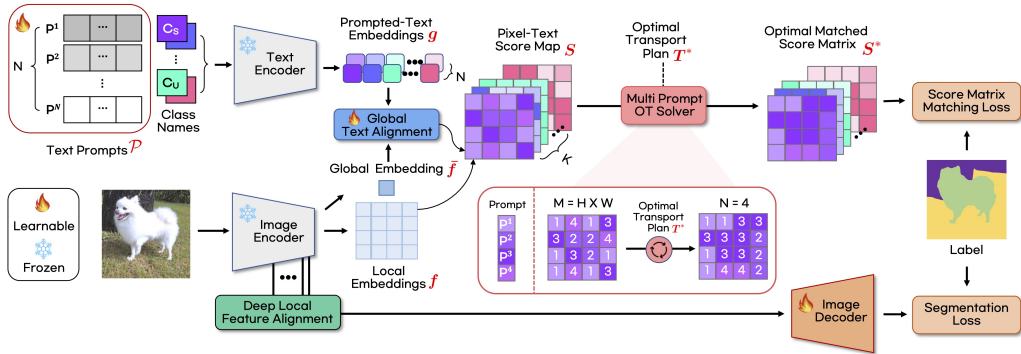 P¹ ...
N
P² ...
⋮
Pᴺ ...
Text Prompts 𝒫
C_S
⋮
C_U
Class
Names
Text
Encoder
Prompted-Text
Embeddings g
N
Global
Text Alignment
Global Embedding f̄
Pixel-Text
Score Map S
K
Optimal
Transport
Plan T*
Multi Prompt
OT Solver
Optimal Matched
Score Matrix S*
Score Matrix
Matching Loss
Learnable
Frozen
Image
Encoder
Local
Embeddings f
Deep Local
Feature Alignment
Prompt
P¹
P²
P³
P⁴
M = H X W
1 4 1 3
3 2 2 4
1 3 2 1
1 4 1 3
Optimal
Transport
Plan T*
N = 4
1 1 3 3
3 3 3 2
1 3 3 2
1 4 4 2
Label
Image
Decoder
Segmentation
Loss